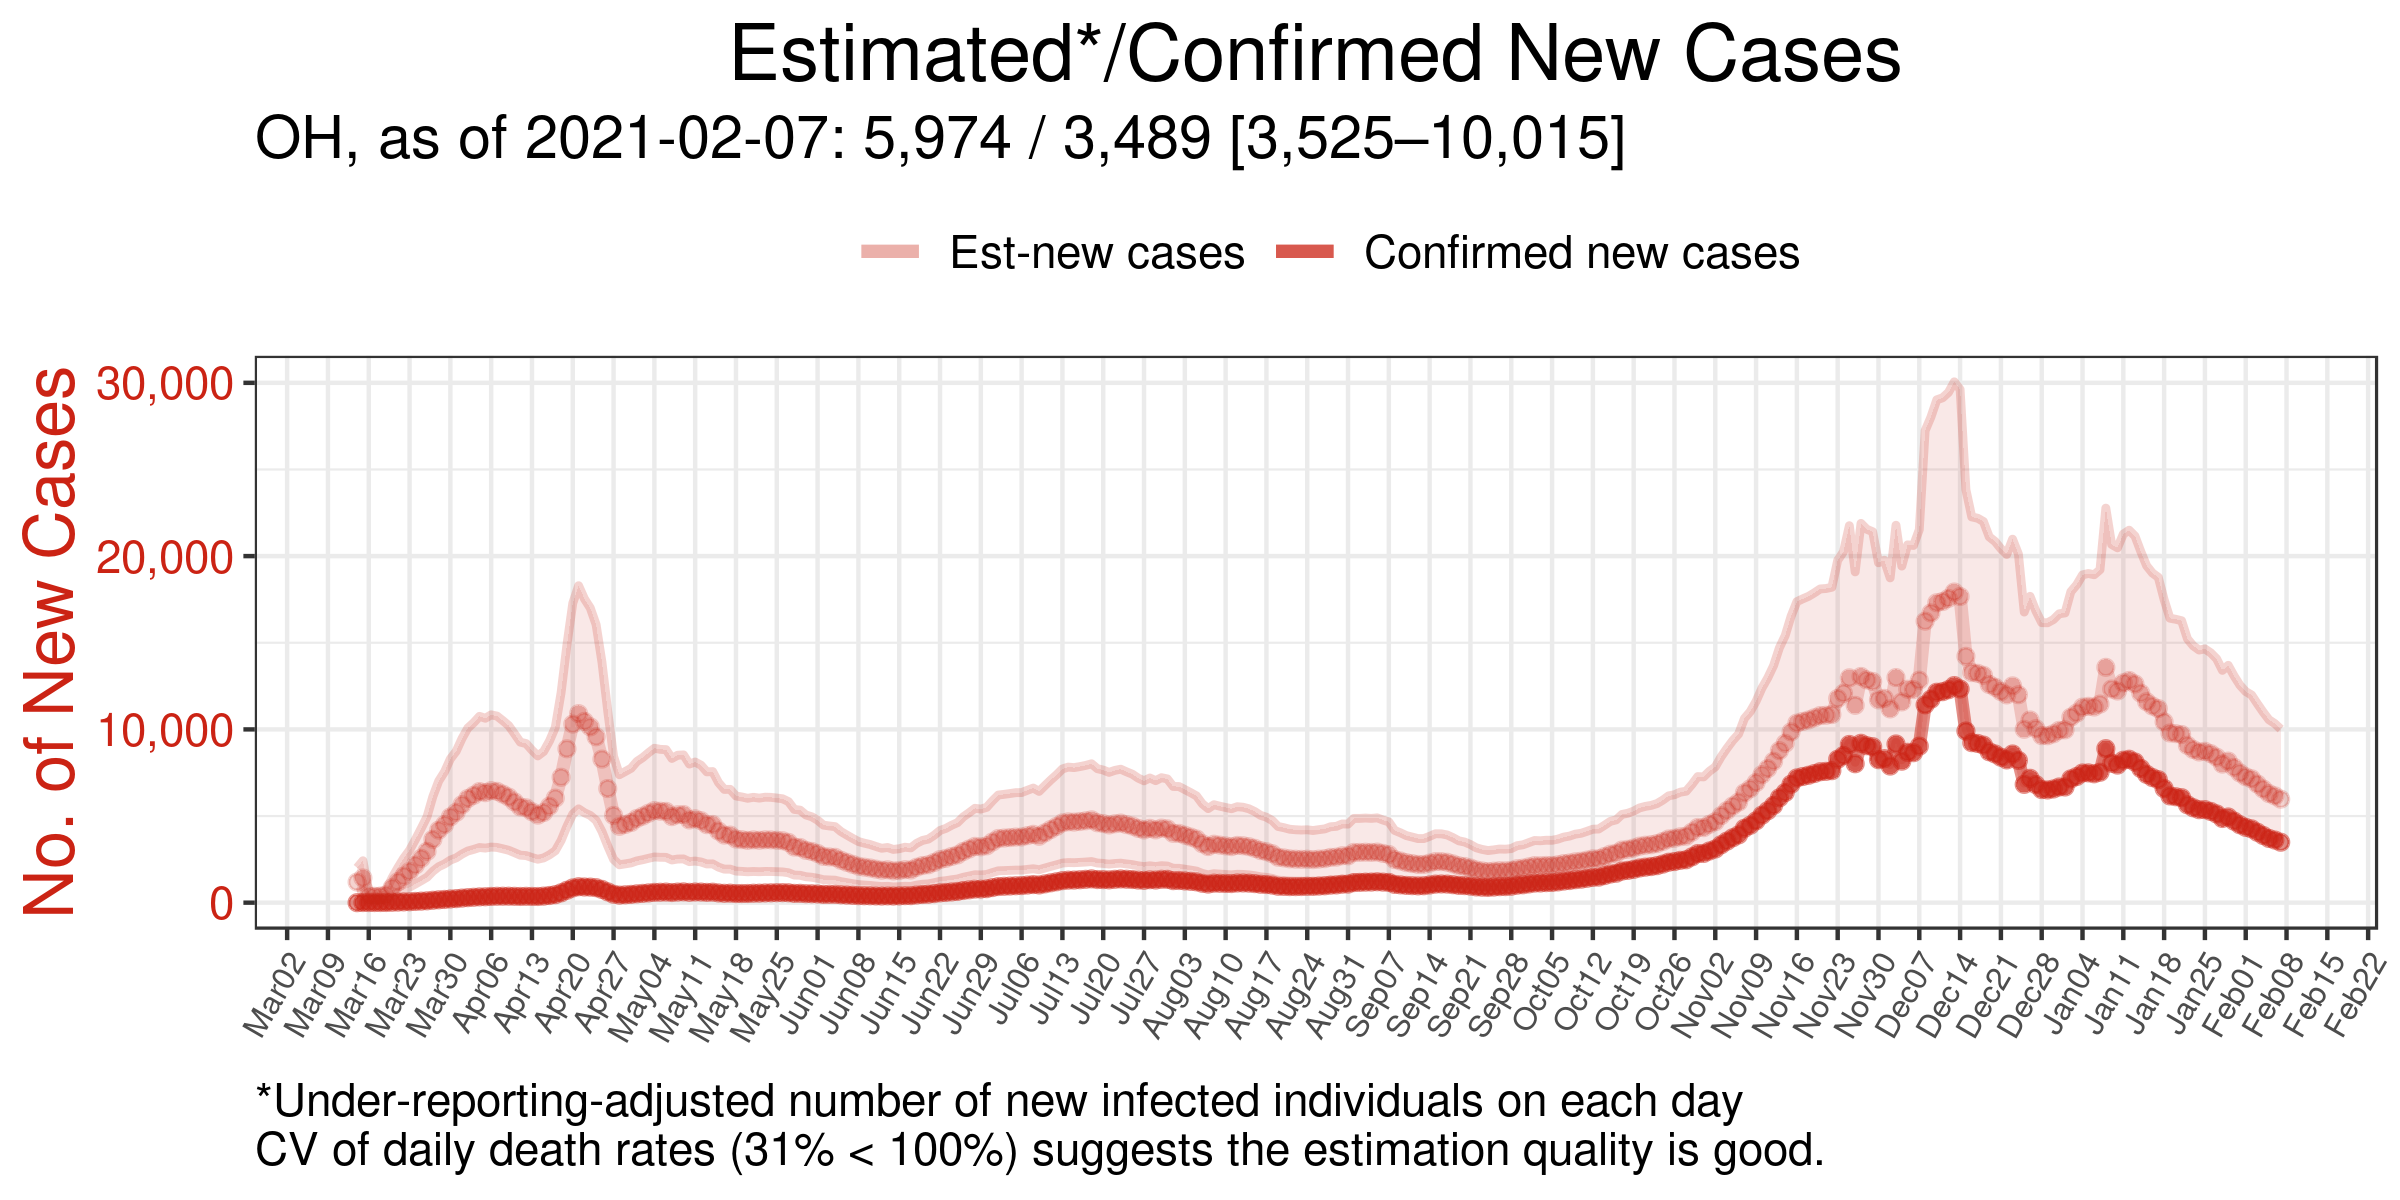 Estimated*/Confirmed New Cases
OH, as of 2021-02-07: 5,974 / 3,489 [3,525–10,015]
Est-new cases Confirmed new cases
No. of New Cases
30,000
20,000
10,000
0
Mar02 Mar09 Mar16 Mar23 Mar30 Apr06 Apr13 Apr20 Apr27 May04 May11 May18 May25 Jun01 Jun08 Jun15 Jun22 Jun29 Jul06 Jul13 Jul20 Jul27 Aug03 Aug10 Aug17 Aug24 Aug31 Sep07 Sep14 Sep21 Sep28 Oct05 Oct12 Oct19 Oct26 Nov02 Nov09 Nov16 Nov23 Nov30 Dec07 Dec14 Dec21 Dec28 Jan04 Jan11 Jan18 Jan25 Feb01 Feb08 Feb15 Feb22
*Under-reporting-adjusted number of new infected individuals on each day
CV of daily death rates (31% < 100%) suggests the estimation quality is good.